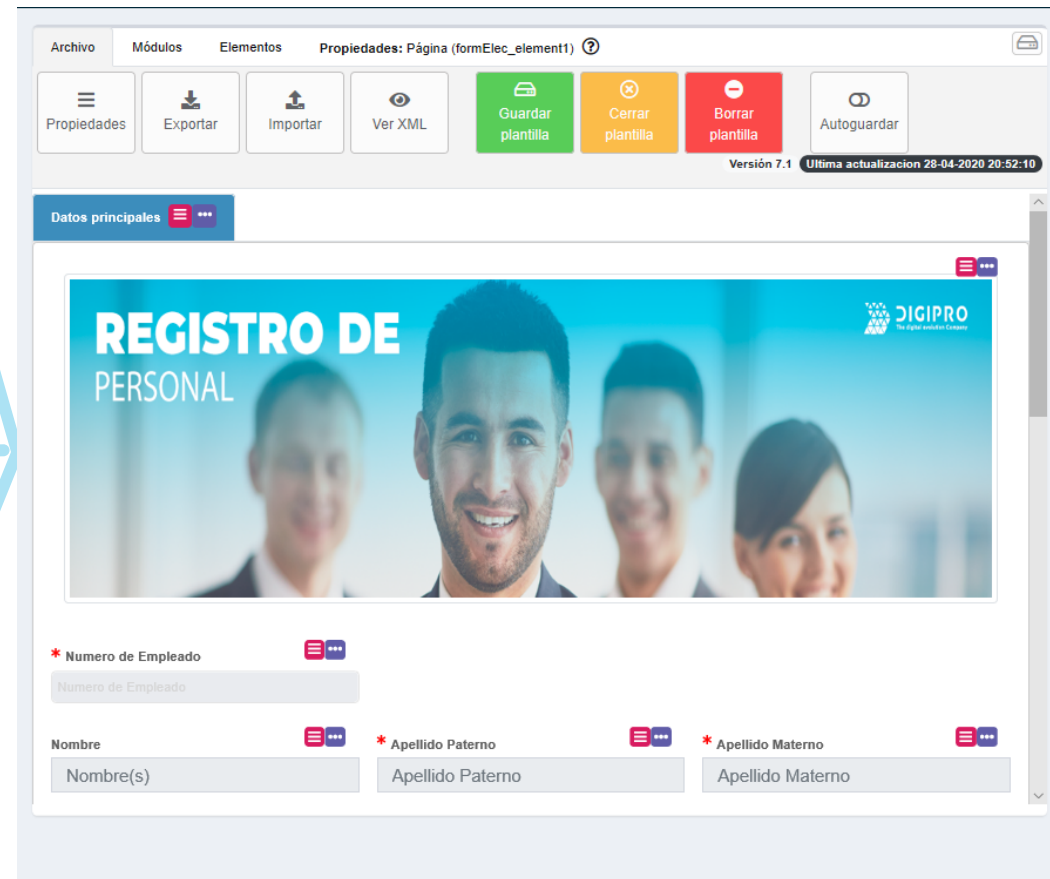 Archivo Módulos Elementos Propiedades: Página (formElec_element1)
Propiedades Exportar Importar Ver XML Guardar plantilla Cerrar plantilla Borrar plantilla Autoguardar
Versión 7.1 Ultima actualizacion 28-04-2020 20:52:10
Datos principales
REGISTRO DE
PERSONAL
DIGIPRO
The digital evolution Company
* Numero de Empleado
Numero de Empleado
Nombre * Apellido Paterno * Apellido Materno
Nombre(s) Apellido Paterno Apellido Materno